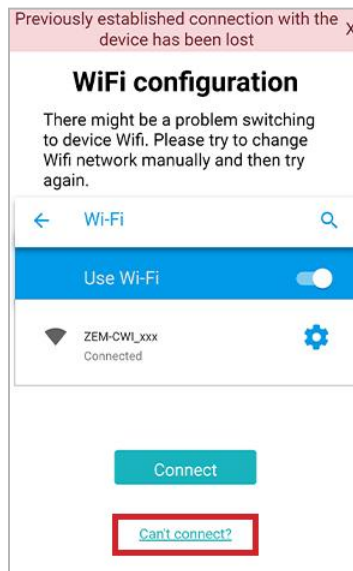 Previously established connection with the X
device has been lost
WiFi configuration
There might be a problem switching
to device Wifi. Please try to change
Wifi network manually and then try
again.
Wi-Fi
Use Wi-Fi
ZEM-CWI_xxx
Connected
Connect
Can't connect?